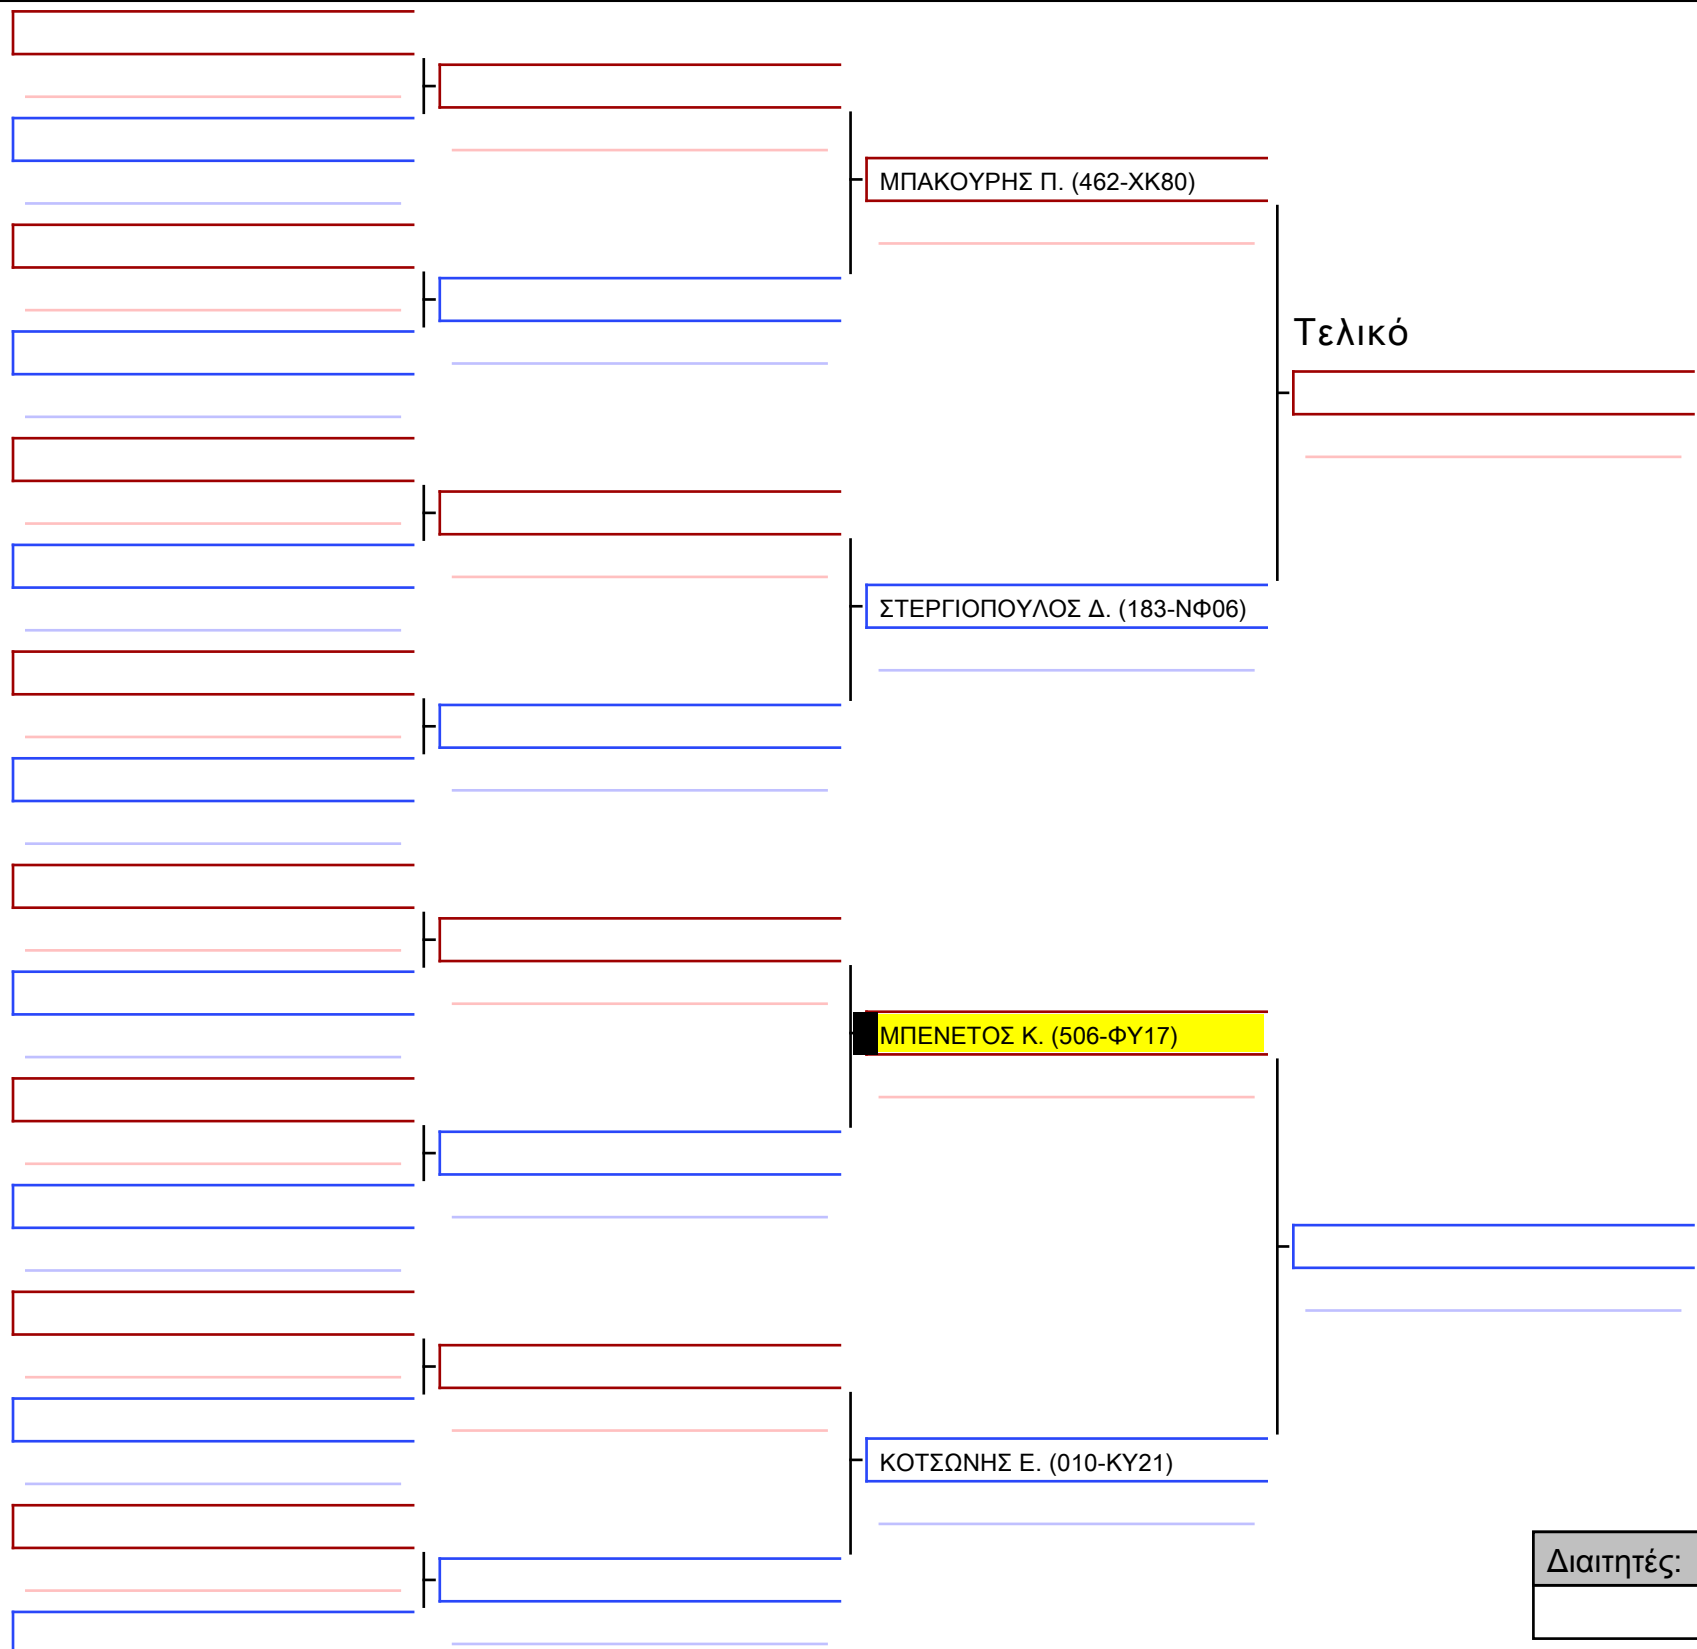 ΜΠΑΚΟΥΡΗΣ Π. (462-ΧΚ80)
Τελικό
ΣΤΕΡΓΙΟΠΟΥΛΟΣ Δ. (183-ΝΦ06)
ΜΠΕΝΕΤΟΣ Κ. (506-ΦΥ17)
ΚΟΤΣΩΝΗΣ Ε. (010-ΚΥ21)
Διαιτητές: